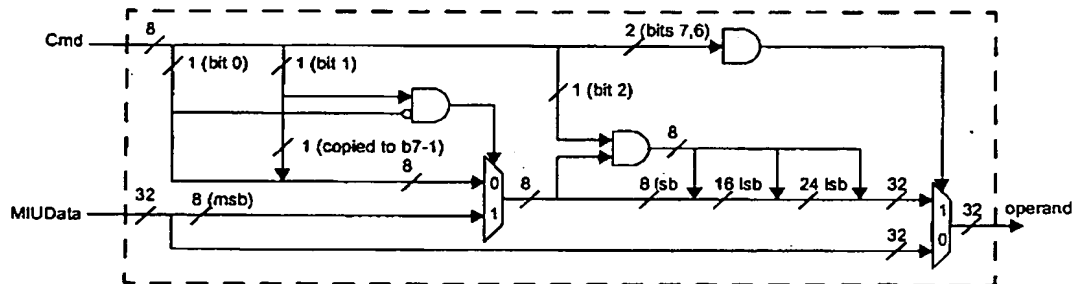 Cmd
8
2 (bits 7,6)
1 (bit 0)
1 (bit 1)
1 (bit 2)
1 (copied to b7-1)
8
8
0
1
8
8 (sb
16 lsb
24 lsb
32
1
0
32
operand
MIUData
32
8 (msb)
32